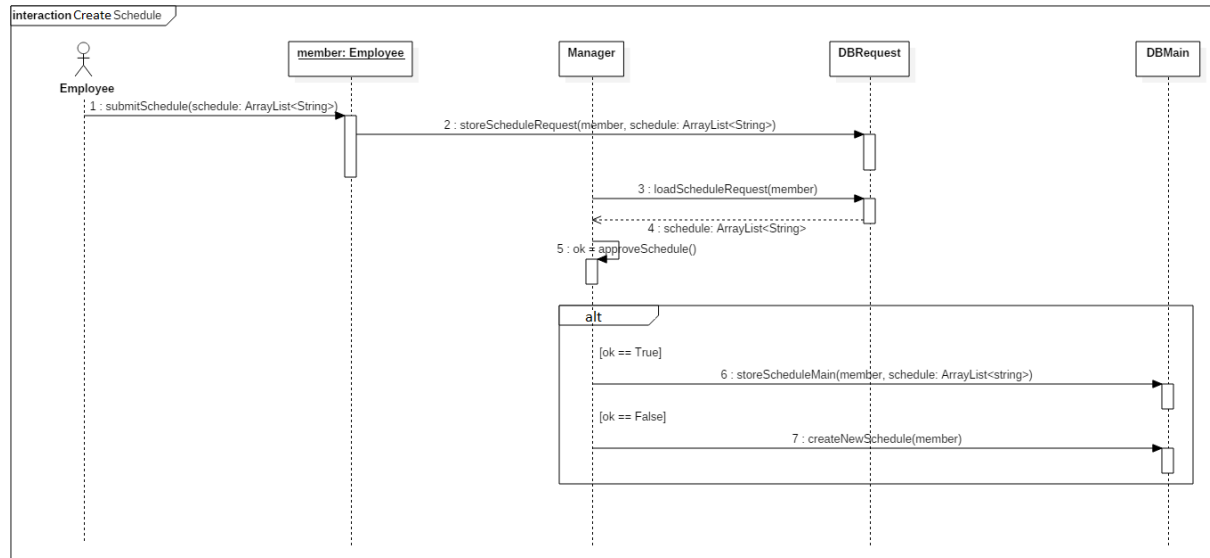 interaction Create Schedule
member: Employee
Manager
DBRequest
DBMain
Employee
1 : submitSchedule(schedule: ArrayList<String>)
2 : storeScheduleRequest(member, schedule: ArrayList<String>)
3 : loadScheduleRequest(member)
4 : schedule: ArrayList<String>
5 : ok = approveSchedule()
alt
[ok == True]
6 : storeScheduleMain(member, schedule: ArrayList<string>)
[ok == False]
7 : createNewSchedule(member)